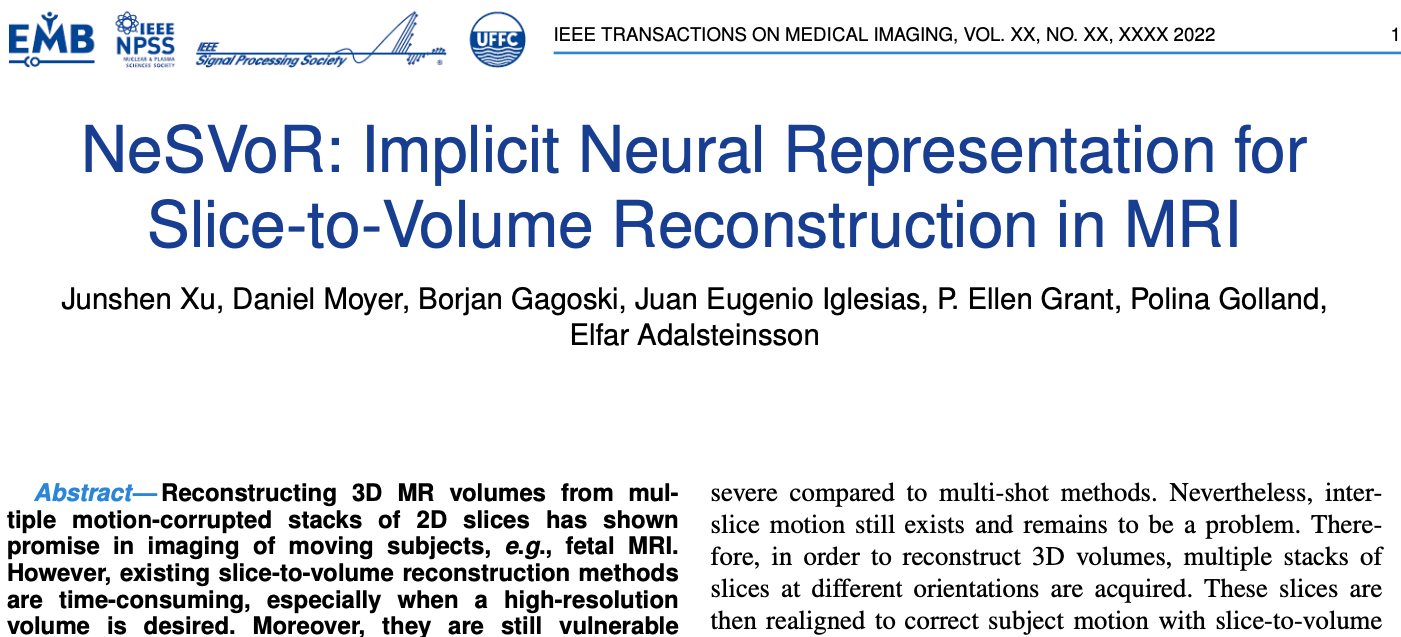 EMB
IEEE
NPSS
NUCLEAR & PLASMA
SCIENCES SOCIETY
IEEE
Signal Processing Society
®
UFFC
IEEE TRANSACTIONS ON MEDICAL IMAGING, VOL. XX, NO. XX, XXXX 2022 1
NeSVoR: Implicit Neural Representation for
Slice-to-Volume Reconstruction in MRI
Junshen Xu, Daniel Moyer, Borjan Gagoski, Juan Eugenio Iglesias, P. Ellen Grant, Polina Golland,
Elfar Adalsteinsson
Abstract—Reconstructing 3D MR volumes from mul-
tiple motion-corrupted stacks of 2D slices has shown
promise in imaging of moving subjects, e.g., fetal MRI.
However, existing slice-to-volume reconstruction methods
are time-consuming, especially when a high-resolution
volume is desired. Moreover, they are still vulnerable
severe compared to multi-shot methods. Nevertheless, inter-
slice motion still exists and remains to be a problem. There-
fore, in order to reconstruct 3D volumes, multiple stacks of
slices at different orientations are acquired. These slices are
then realigned to correct subject motion with slice-to-volume